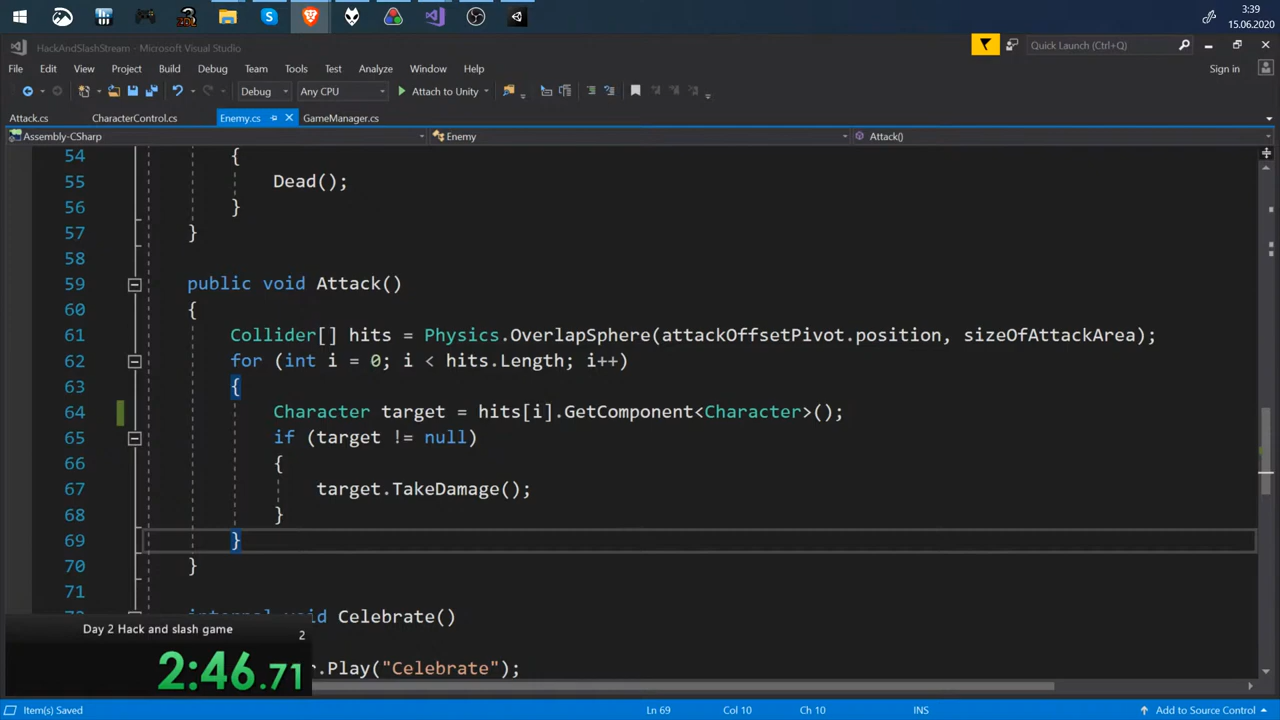 3:39
15.06.2020
HackAndSlashStream - Microsoft Visual Studio
Quick Launch (Ctrl+Q)
File Edit View Project Build Debug Team Tools Test Analyze Window Help
Sign in
Debug Any CPU Attach to Unity
Attack.cs CharacterControl.cs Enemy.cs GameManager.cs
Assembly-CSharp Enemy Attack()
54 {
55 Dead();
56 }
57 }
58
59 public void Attack()
60 {
61 Collider[] hits = Physics.OverlapSphere(attackOffsetPivot.position, sizeOfAttackArea);
62 for (int i = 0; i < hits.Length; i++)
63 {
64 Character target = hits[i].GetComponent<Character>();
65 if (target != null)
66 {
67 target.TakeDamage();
68 }
69 }
70 }
71
void Celebrate()
.Play("Celebrate");
Day 2 Hack and slash game
2
2:46.71
Item(s) Saved Ln 69 Col 10 Ch 10 INS Add to Source Control